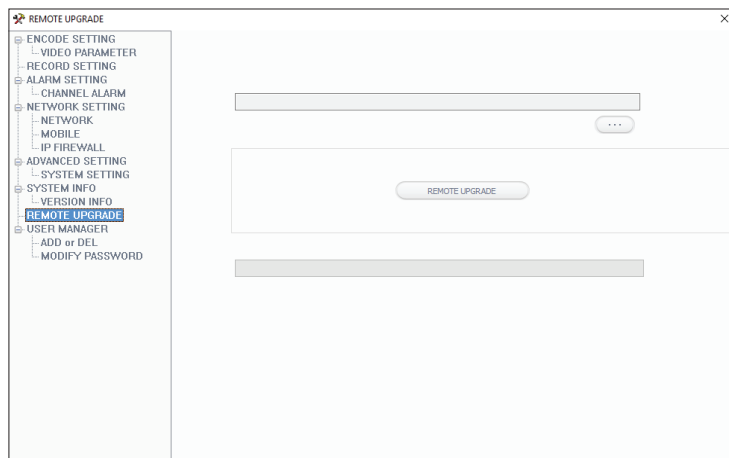 REMOTE UPGRADE
ENCODE SETTING
VIDEO PARAMETER
RECORD SETTING
ALARM SETTING
CHANNEL ALARM
NETWORK SETTING
NETWORK
MOBILE
IP FIREWALL
ADVANCED SETTING
SYSTEM SETTING
SYSTEM INFO
VERSION INFO
REMOTE UPGRADE
USER MANAGER
ADD or DEL
MODIFY PASSWORD
...
REMOTE UPGRADE